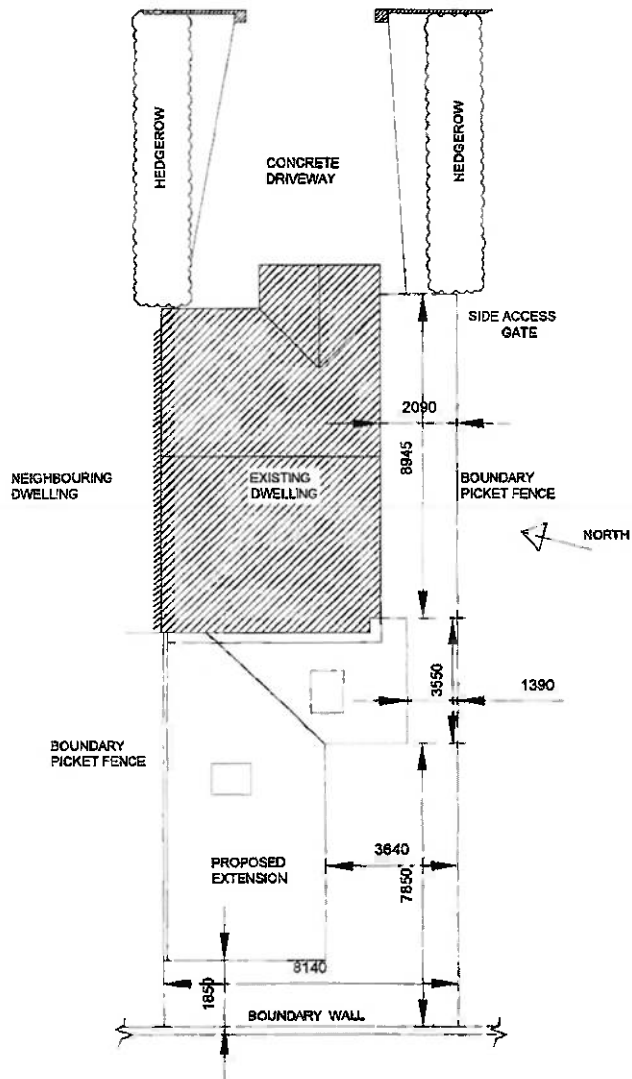 HEDGEROW
HEDGEROW
CONCRETE
DRIVEWAY
SIDE ACCESS
GATE
2090
8945
NEIGHBOURING
DWELLING
EXISTING
DWELLING
BOUNDARY
PICKET FENCE
NORTH
3550
1390
BOUNDARY
PICKET FENCE
3640
7850
PROPOSED
EXTENSION
8140
1850
BOUNDARY WALL